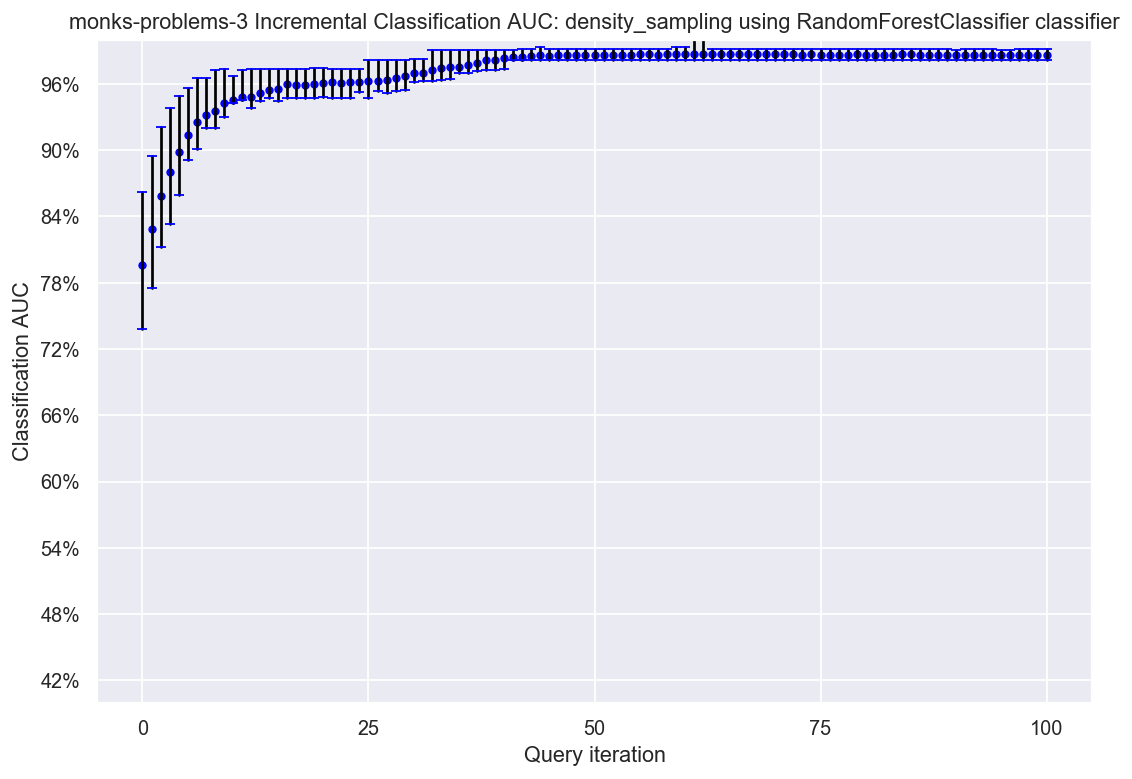 monks-problems-3 Incremental Classification AUC: density_sampling using RandomForestClassifier classifier
96%
90%
84%
78%
72%
66%
60%
54%
48%
42%
Classification AUC
0 25 50 75 100
Query iteration